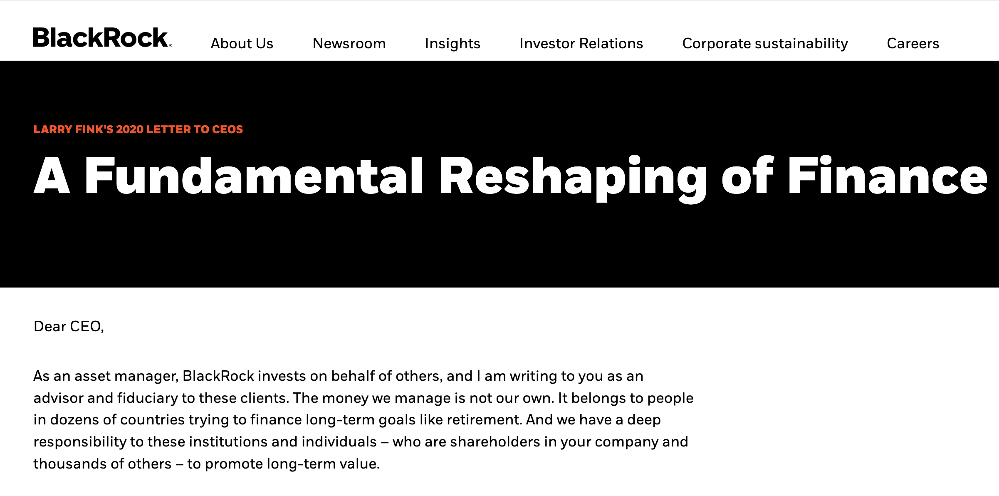 BlackRock®
About Us Newsroom Insights Investor Relations Corporate sustainability Careers
LARRY FINK'S 2020 LETTER TO CEOS
A Fundamental Reshaping of Finance
Dear CEO,
As an asset manager, BlackRock invests on behalf of others, and I am writing to you as an
advisor and fiduciary to these clients. The money we manage is not our own. It belongs to people
in dozens of countries trying to finance long-term goals like retirement. And we have a deep
responsibility to these institutions and individuals – who are shareholders in your company and
thousands of others – to promote long-term value.